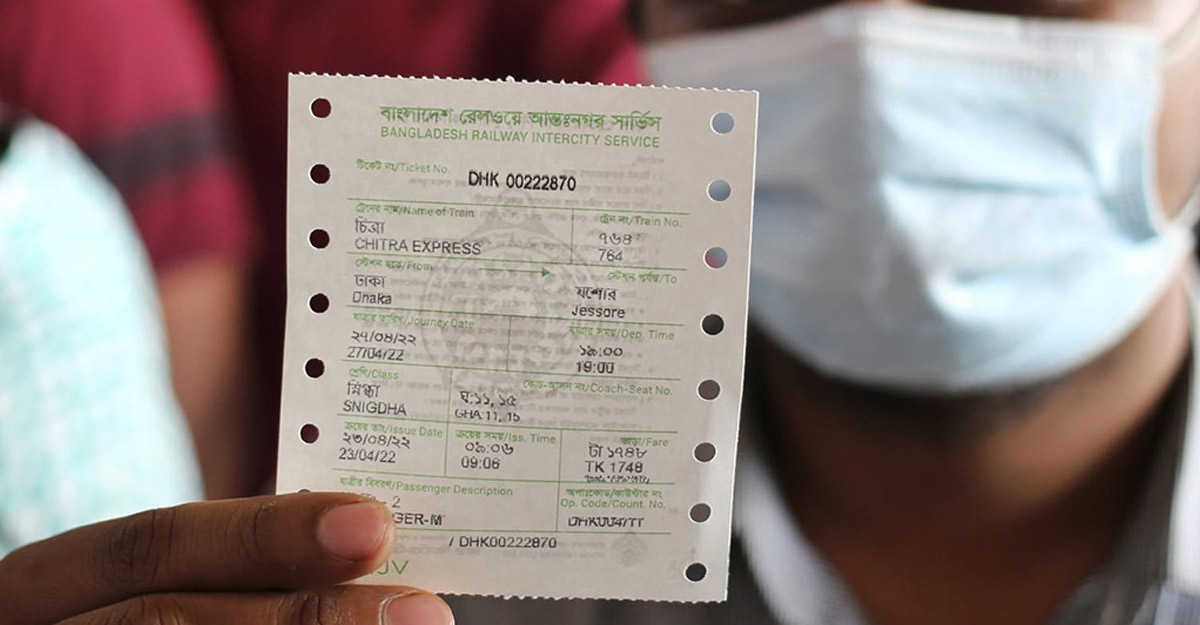 বাংলাদেশ রেলওয়ে আন্তঃনগর সার্ভিস
BANGLADESH RAILWAY INTERCITY SERVICE
টিকেট নং/Ticket No. DHK 00222870
ট্রেনের নাম/Name of Train ট্রেন নং/Train No.
চিত্রা ৭৬৪
CHITRA EXPRESS 764
স্টেশন হতে/From স্টেশন পর্যন্ত/To
ঢাকা যশোর
Dhaka Jessore
যাত্রার তারিখ/Journey Date যাত্রার সময়/Dep. Time
২৭/০৪/২২ ১৯:০০
27/04/22 19:00
শ্রেণি/Class কোচ-আসন নং/Coach-Seat No.
স্নিগ্ধা ঘ:১১, ১৫
SNIGDHA GHA:11, 15
ক্রয়ের তাং/Issue Date ক্রয়ের সময়/Iss. Time ভাড়া/Fare
২৩/০৪/২২ ০৯:০৬ টা ১৭৪৮
23/04/22 09:06 TK 1748
যাত্রীর বিবরণ/Passenger Description অপাঃকোড/কাউন্টার নং
Op. Code/Count. No.
- 2
GER-M DHK004/TT
/ DHK00222870